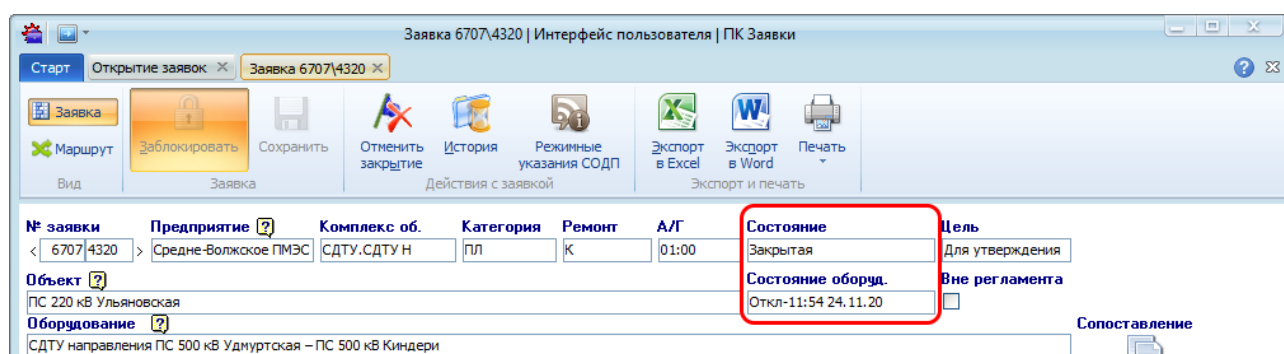 Заявка 6707\4320 | Интерфейс пользователя | ПК Заявки
Старт Открытие заявок Заявка 6707\4320
Заявка
Маршрут
Заблокировать Сохранить
Отменить закрытие
История
Режимные указания СОДП
Экспорт в Excel
Экспорт в Word
Печать
Вид Заявка Действия с заявкой Экспорт и печать
№ заявки Предприятие [?] Комплекс об. Категория Ремонт А/Г Состояние Цель
< 6707 4320 > Средне-Волжское ПМЭС СДТУ.СДТУ Н ПЛ К 01:00 Закрытая Для утверждения
Объект [?] Состояние оборуд. Вне регламента
ПС 220 кВ Ульяновская Откл-11:54 24.11.20
Оборудование [?] Сопоставление
СДТУ направления ПС 500 кВ Удмуртская – ПС 500 кВ Киндери